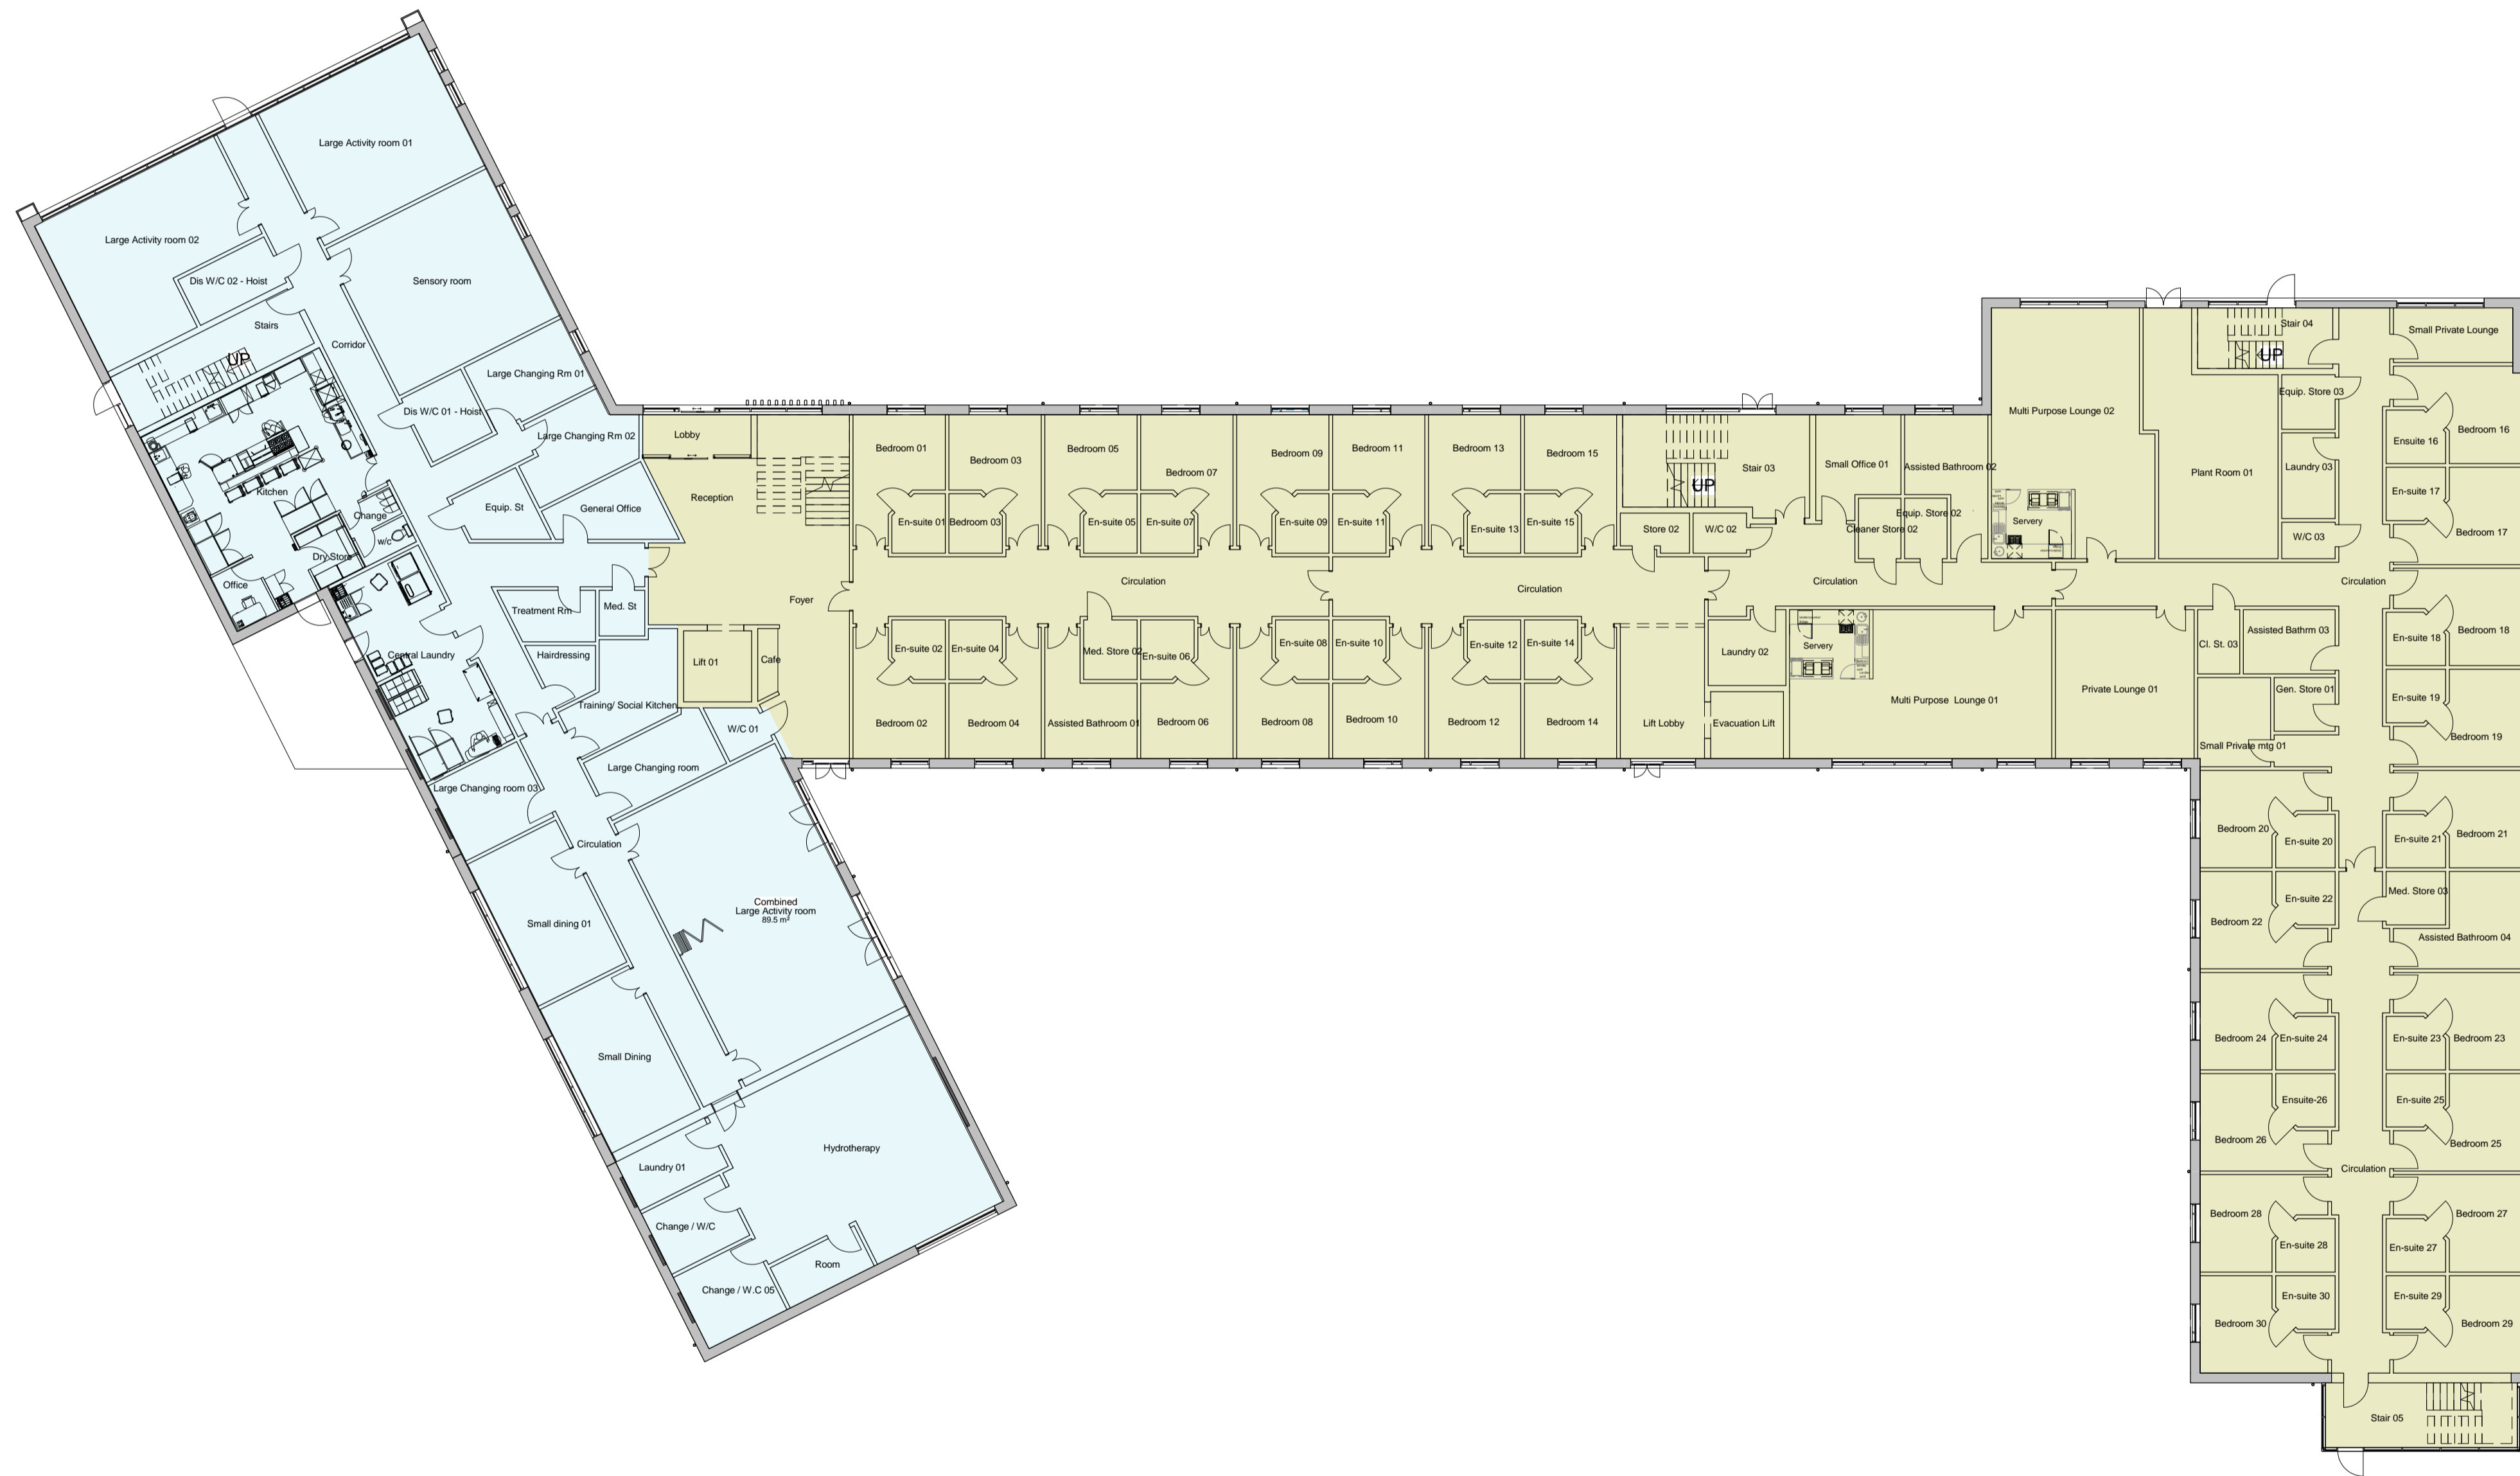 Large Activity room 01
Large Activity room 02
Dis W/C 02 - Hoist
Sensory room
Stairs
UP
Corridor
Large Changing Rm 01
Dis W/C 01 - Hoist
Large Changing Rm 02
Kitchen
Change
w/c
Dry Store
Office
Equip. St
General Office
Treatment Rm
Med. St
Hairdressing
Central Laundry
Training/ Social Kitchen
W/C 01
Large Changing room
Large Changing room 03
Circulation
Small dining 01
Combined
Large Activity room
89.5 m²
Small Dining
Hydrotherapy
Laundry 01
Change / W/C
Change / W.C 05
Room
Lobby
Reception
Foyer
Lift 01
Cafe
Bedroom 01
Bedroom 03
Bedroom 05
Bedroom 07
Bedroom 09
Bedroom 11
Bedroom 13
Bedroom 15
En-suite 01
Bedroom 03
En-suite 05
En-suite 07
En-suite 09
En-suite 11
En-suite 13
En-suite 15
Circulation
Circulation
En-suite 02
En-suite 04
Med. Store 02
En-suite 06
En-suite 08
En-suite 10
En-suite 12
En-suite 14
Bedroom 02
Bedroom 04
Assisted Bathroom 01
Bedroom 06
Bedroom 08
Bedroom 10
Bedroom 12
Bedroom 14
Lift Lobby
Evacuation Lift
Stair 03
UP
Store 02
W/C 02
Small Office 01
Assisted Bathroom 02
Equip. Store 02
Cleaner Store 02
Circulation
Laundry 02
Servery
Multi Purpose  Lounge 01
Private Lounge 01
Multi Purpose Lounge 02
Servery
Plant Room 01
Stair 04
UP
Equip. Store 03
Laundry 03
W/C 03
Small Private Lounge
Ensuite 16
Bedroom 16
En-suite 17
Bedroom 17
Circulation
Cl. St. 03
Assisted Bathrm 03
Gen. Store 01
Small Private mtg 01
En-suite 18
Bedroom 18
En-suite 19
Bedroom 19
Bedroom 20
En-suite 20
En-suite 21
Bedroom 21
En-suite 22
Bedroom 22
Med. Store 03
Assisted Bathroom 04
Bedroom 24
En-suite 24
En-suite 23
Bedroom 23
Ensuite-26
Bedroom 26
En-suite 25
Bedroom 25
Circulation
Bedroom 28
En-suite 28
En-suite 27
Bedroom 27
En-suite 30
Bedroom 30
En-suite 29
Bedroom 29
Stair 05